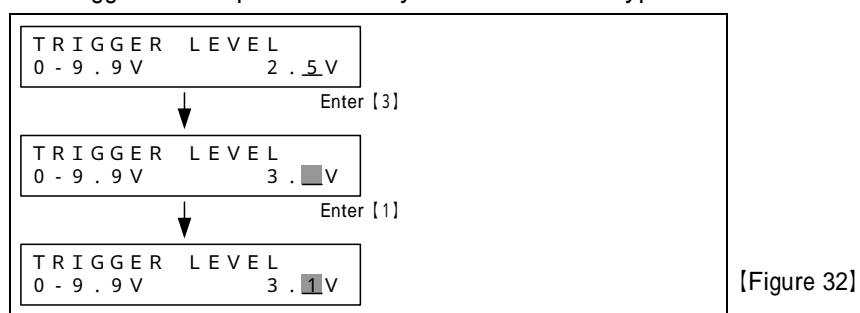 TRIGGER LEVEL
0-9.9V 2.5V
Enter【3】
TRIGGER LEVEL
0-9.9V 3._V
Enter【1】
TRIGGER LEVEL
0-9.9V 3.1V
【Figure 32】